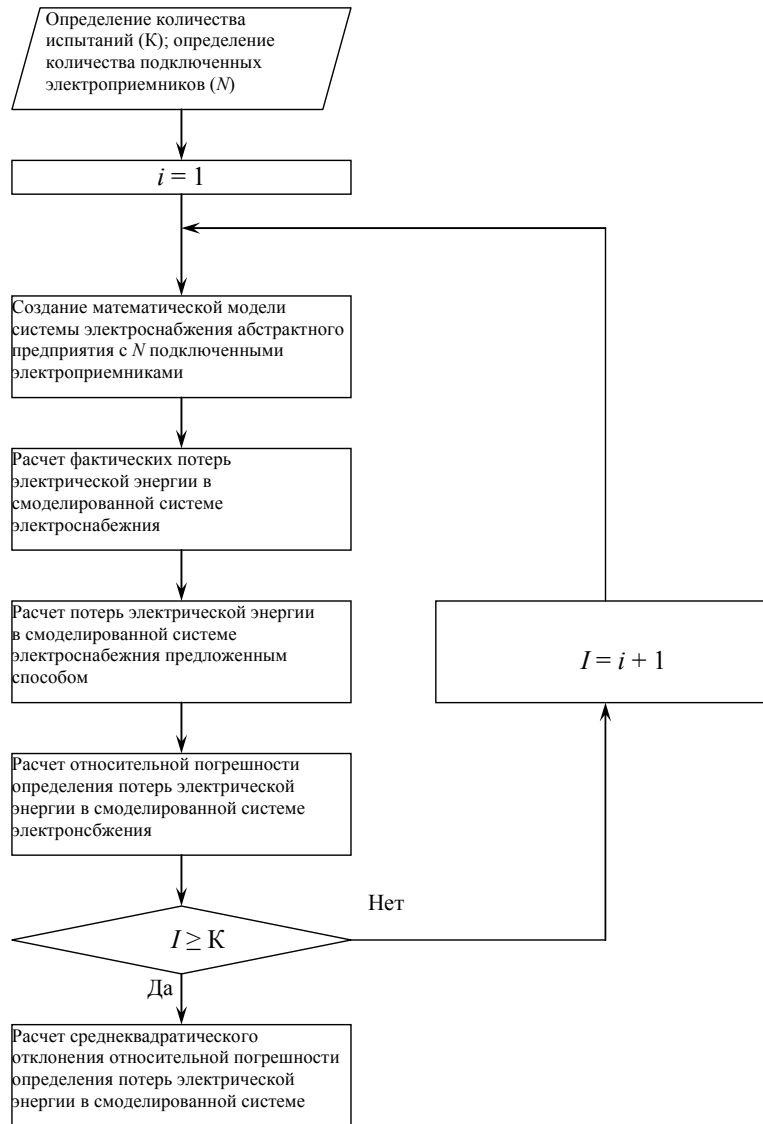 Определение количества
испытаний (К); определение
количества подключенных
электроприемников (N)
i = 1
Создание математической модели
системы электроснабжения абстрактного
предприятия с N подключенными
электроприемниками
Расчет фактических потерь
электрической энергии в
смоделированной системе
электроснабежния
Расчет потерь электрической энергии
в смоделированной системе
электроснабежния предложенным
способом
I = i + 1
Расчет относительной погрешности
определения потерь электрической
энергии в смоделированной системе
электронсбжения
Нет
I ≥ К
Да
Расчет среднеквадратического
отклонения относительной погрешности
определения потерь электрической
энергии в смоделированной системе